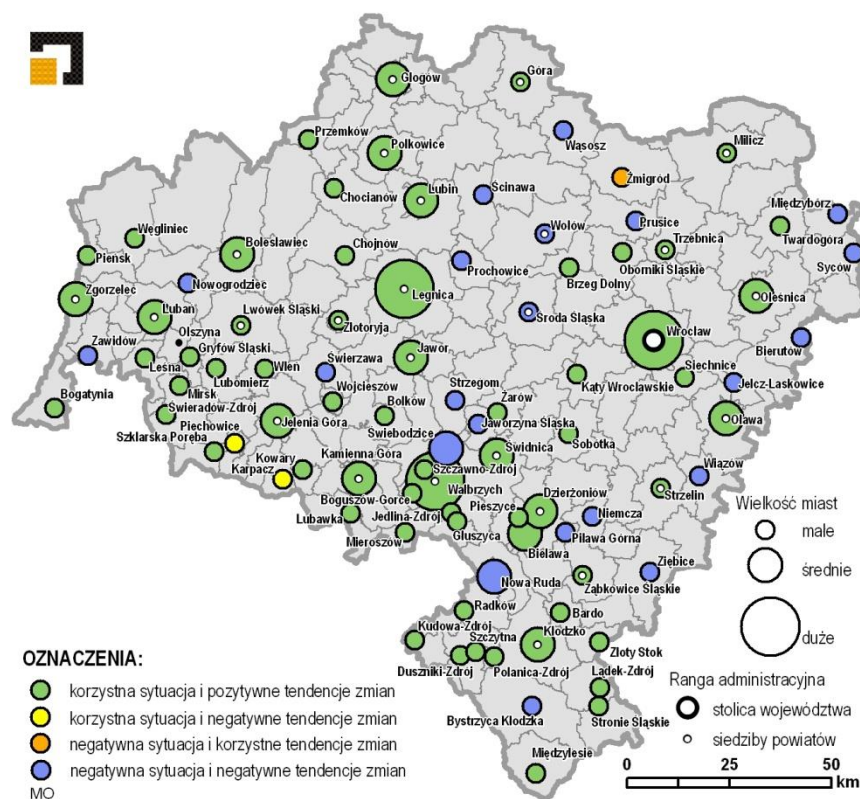 Głogów
Góra
Przemków
Polkowice
Wąsosz
Milicz
Żmigród
Chocianów
Lubin
Ścinawa
Międzybórz
Prusice
Wołów
Węgliniec
Twardogóra
Trzebnica
Bolesławiec
Chojnów
Pieńsk
Prochowice
Oborniki Śląskie
Syców
Brzeg Dolny
Nowogrodziec
Legnica
Zgorzelec
Oleśnica
Lubań
Lwówek Śląski
Środa Śląska
Złotoryja
Wrocław
Olszyna
Zawidów
Gryfów Śląski
Jawor
Bierutów
Leśna
Wleń
Świerzawa
Siechnice
Lubomierz
Kąty Wrocławskie
Jelcz-Laskowice
Mirsk
Wojcieszów
Strzegom
Żarów
Bogatynia
Świeradów-Zdrój
Bolków
Jaworzyna Śląska
Oława
Piechowice
Jelenia Góra
Świebodzice
Sobótka
Szklarska Poręba
Kamienna Góra
Świdnica
Kowary
Szczawno-Zdrój
Wiązów
Karpacz
Wałbrzych
Dzierżoniów
Strzelin
Boguszów-Gorce
Pieszyce
Niemcza
Lubawka
Jedlina-Zdrój
Głuszyca
Piława Gorna
Mieroszów
Bielawa
Ziębice
Nowa Ruda
Ząbkowice Śląskie
Radków
Bardo
Kudowa-Zdrój
Kłodzko
Szczytna
Złoty Stok
Duszniki-Zdrój
Polanica-Zdrój
Lądek-Zdrój
Bystrzyca Kłodzka
Stronie Śląskie
Międzylesie
Wielkość miast
małe
średnie
duże
Ranga administracyjna
stolica województwa
siedziby powiatów
0 25 50
km
OZNACZENIA:
korzystna sytuacja i pozytywne tendencje zmian
korzystna sytuacja i negatywne tendencje zmian
negatywna sytuacja i korzystne tendencje zmian
negatywna sytuacja i negatywne tendencje zmian
MO